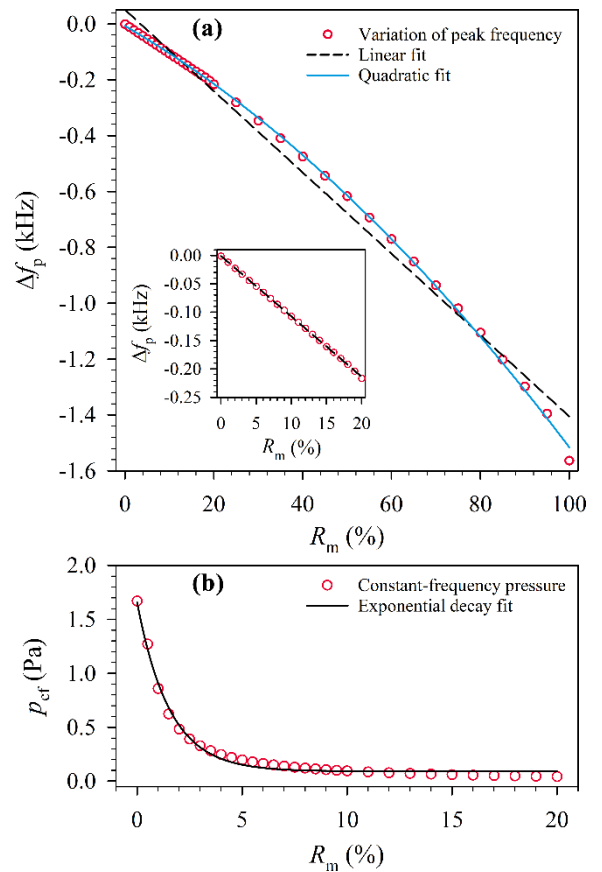 (a)
Variation of peak frequency
Linear fit
Quadratic fit
0.0
-0.2
-0.4
-0.6
-0.8
-1.0
-1.2
-1.4
-1.6
Δfp (kHz)
0.00
-0.05
-0.10
-0.15
-0.20
-0.25
Δfp (kHz)
0 5 10 15 20
Rm (%)
0 20 40 60 80 100
Rm (%)
(b)
Constant-frequency pressure
Exponential decay fit
2.0
1.5
1.0
0.5
0.0
pcf (Pa)
0 5 10 15 20
Rm (%)